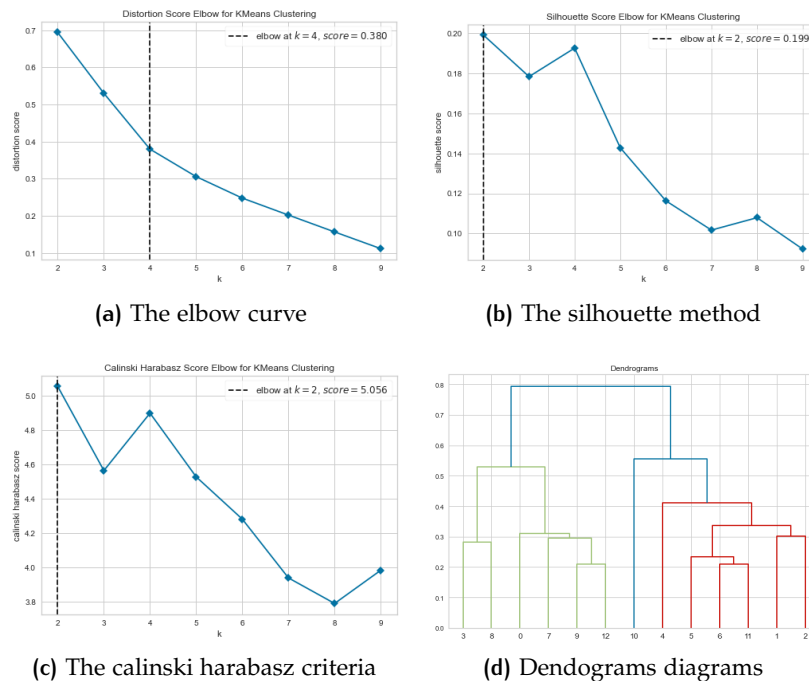 Distortion Score Elbow for KMeans Clustering
elbow at k = 4, score = 0.380
distortion score
0.7
0.6
0.5
0.4
0.3
0.2
0.1
2 3 4 5 6 7 8 9
k
(a) The elbow curve
Silhouette Score Elbow for KMeans Clustering
elbow at k = 2, score = 0.199
silhouette score
0.20
0.18
0.16
0.14
0.12
0.10
2 3 4 5 6 7 8 9
k
(b) The silhouette method
Calinski Harabasz Score Elbow for KMeans Clustering
elbow at k = 2, score = 5.056
calinski harabasz score
5.0
4.8
4.6
4.4
4.2
4.0
3.8
2 3 4 5 6 7 8 9
k
(c) The calinski harabasz criteria
Dendrograms
0.8
0.7
0.6
0.5
0.4
0.3
0.2
0.1
0.0
3 8 0 7 9 12 10 4 5 6 11 1 2
(d) Dendograms diagrams